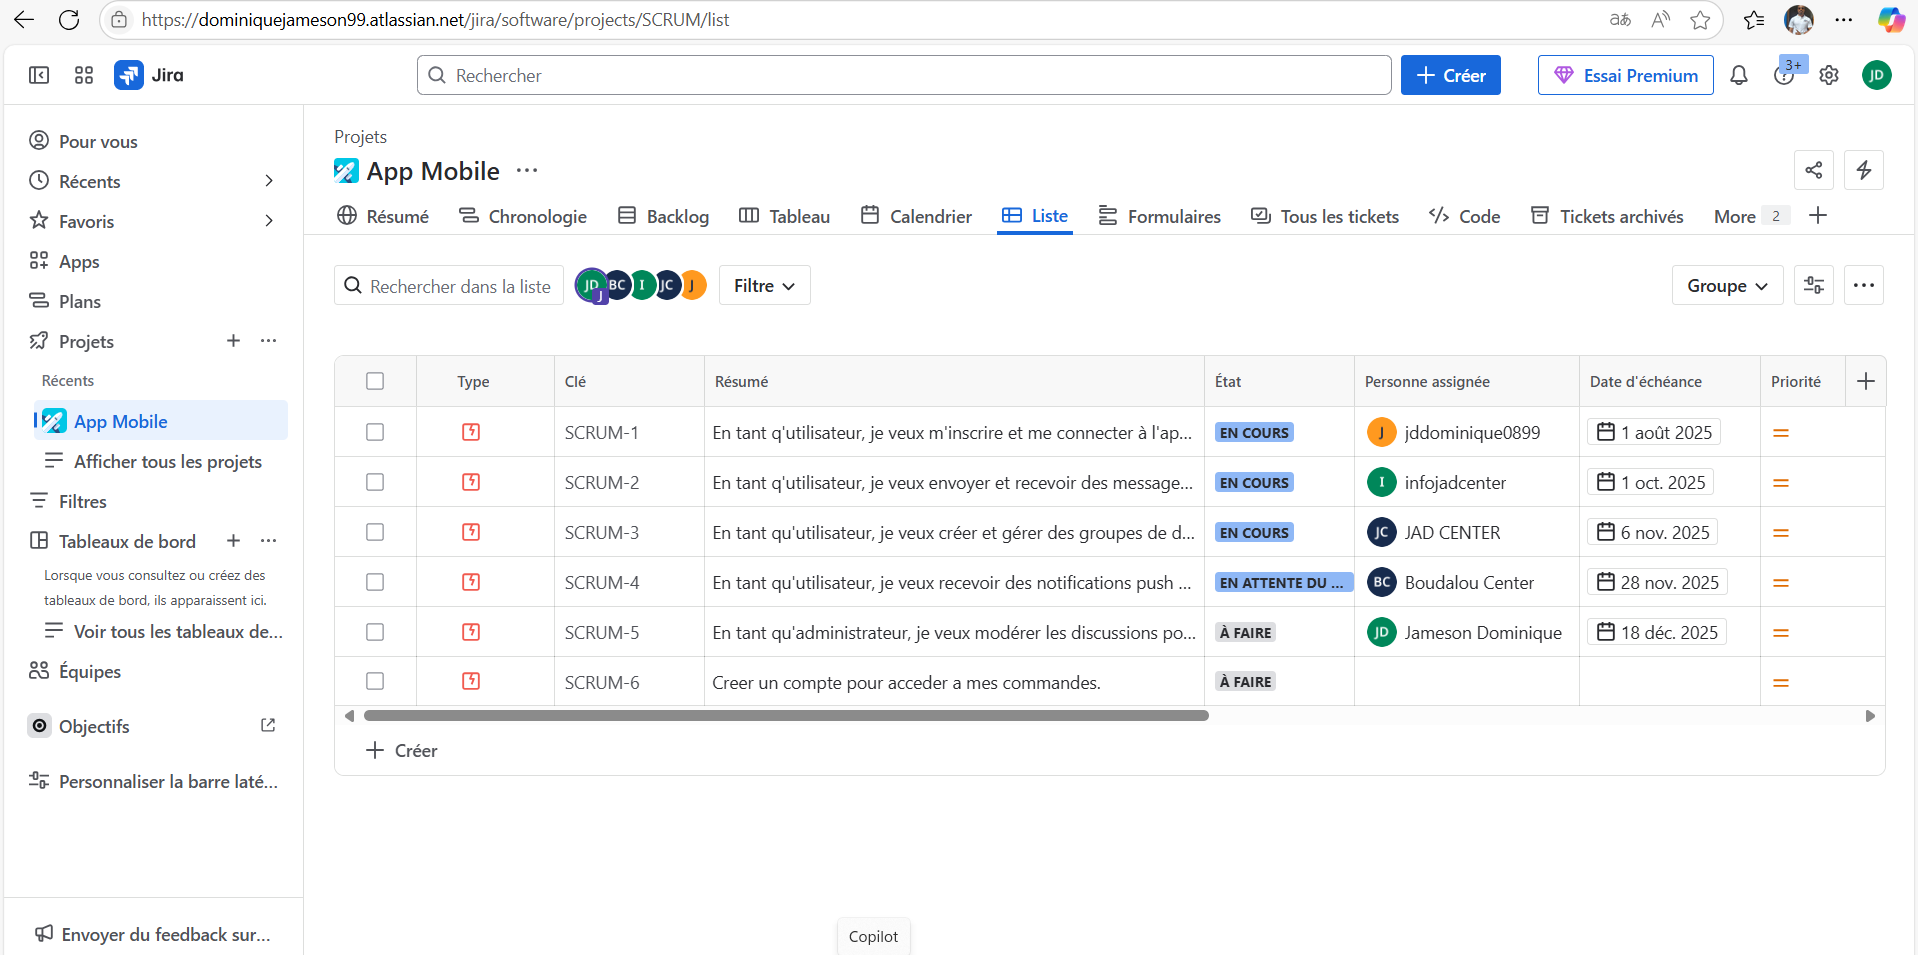 https://dominiquejameson99.atlassian.net/jira/software/projects/SCRUM/list
Jira
Rechercher
Créer
Essai Premium
3+
JD
Pour vous
Récents
Favoris
Apps
Plans
Projets
Récents
App Mobile
Afficher tous les projets
Filtres
Tableaux de bord
Lorsque vous consultez ou créez des
tableaux de bord, ils apparaissent ici.
Voir tous les tableaux de...
Équipes
Objectifs
Personnaliser la barre laté...
Envoyer du feedback sur...
Projets
App Mobile
Résumé
Chronologie
Backlog
Tableau
Calendrier
Liste
Formulaires
Tous les tickets
Code
Tickets archivés
More 2
Rechercher dans la liste
JD J BC I JC J
Filtre
Groupe
Type Clé Résumé État Personne assignée Date d'échéance Priorité
SCRUM-1 En tant q'utilisateur, je veux m'inscrire et me connecter à l'ap... EN COURS J jddominique0899 1 août 2025
SCRUM-2 En tant qu'utilisateur, je veux envoyer et recevoir des message... EN COURS I infojadcenter 1 oct. 2025
SCRUM-3 En tant qu'utilisateur, je veux créer et gérer des groupes de d... EN COURS JC JAD CENTER 6 nov. 2025
SCRUM-4 En tant qu'utilisateur, je veux recevoir des notifications push ... EN ATTENTE DU ... BC Boudalou Center 28 nov. 2025
SCRUM-5 En tant qu'administrateur, je veux modérer les discussions po... À FAIRE JD Jameson Dominique 18 déc. 2025
SCRUM-6 Creer un compte pour acceder a mes commandes. À FAIRE
Créer
Copilot